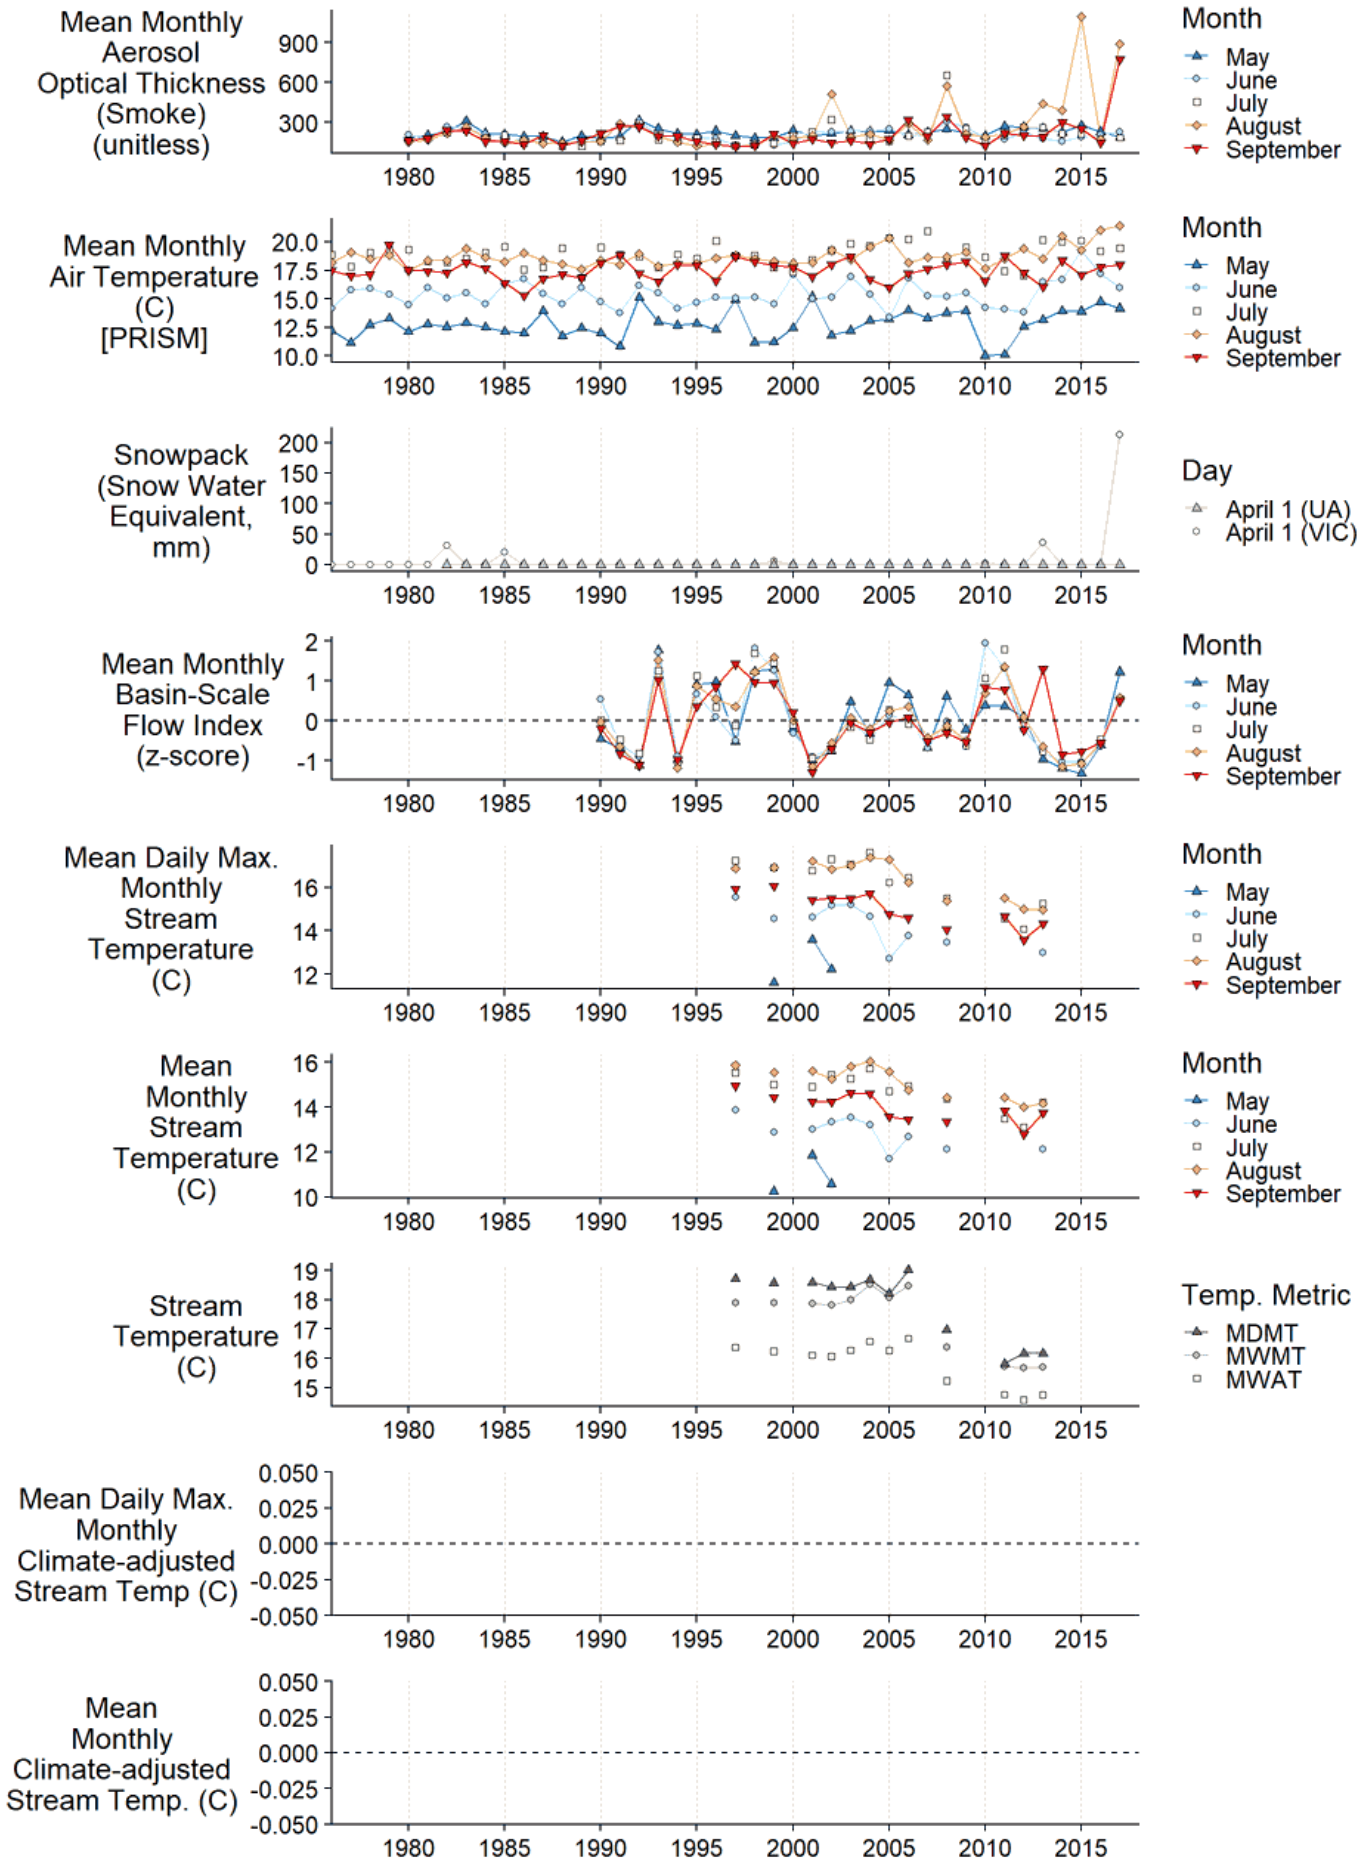 Mean Monthly
Aerosol
Optical Thickness
(Smoke)
(unitless)
900
600
300
1980 1985 1990 1995 2000 2005 2010 2015
Month
May
June
July
August
September
Mean Monthly
Air Temperature
(C)
[PRISM]
20.0
17.5
15.0
12.5
10.0
1980 1985 1990 1995 2000 2005 2010 2015
Month
May
June
July
August
September
Snowpack
(Snow Water
Equivalent,
mm)
200
150
100
50
0
1980 1985 1990 1995 2000 2005 2010 2015
Day
April 1 (UA)
April 1 (VIC)
Mean Monthly
Basin-Scale
Flow Index
(z-score)
2
1
0
-1
1980 1985 1990 1995 2000 2005 2010 2015
Month
May
June
July
August
September
Mean Daily Max.
Monthly
Stream
Temperature
(C)
16
14
12
1980 1985 1990 1995 2000 2005 2010 2015
Month
May
June
July
August
September
Mean
Monthly
Stream
Temperature
(C)
16
14
12
10
1980 1985 1990 1995 2000 2005 2010 2015
Month
May
June
July
August
September
Stream
Temperature
(C)
19
18
17
16
15
1980 1985 1990 1995 2000 2005 2010 2015
Temp. Metric
MDMT
MWMT
MWAT
Mean Daily Max.
Monthly
Climate-adjusted
Stream Temp (C)
0.050
0.025
0.000
-0.025
-0.050
1980 1985 1990 1995 2000 2005 2010 2015
Mean
Monthly
Climate-adjusted
Stream Temp. (C)
0.050
0.025
0.000
-0.025
-0.050
1980 1985 1990 1995 2000 2005 2010 2015